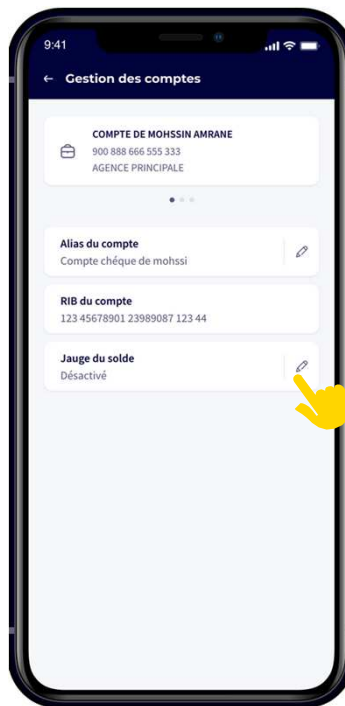 9:41
← Gestion des comptes
COMPTE DE MOHSSIN AMRANE
900 888 666 555 333
AGENCE PRINCIPALE
Alias du compte
Compte chéque de mohssi
RIB du compte
123 45678901 23989087 123 44
Jauge du solde
Désactivé